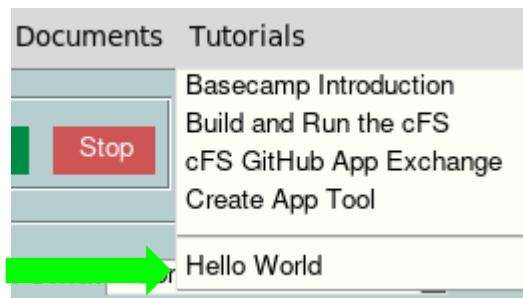 Documents Tutorials
Basecamp Introduction
Build and Run the cFS
Stop
cFS GitHub App Exchange
Create App Tool
Hello World